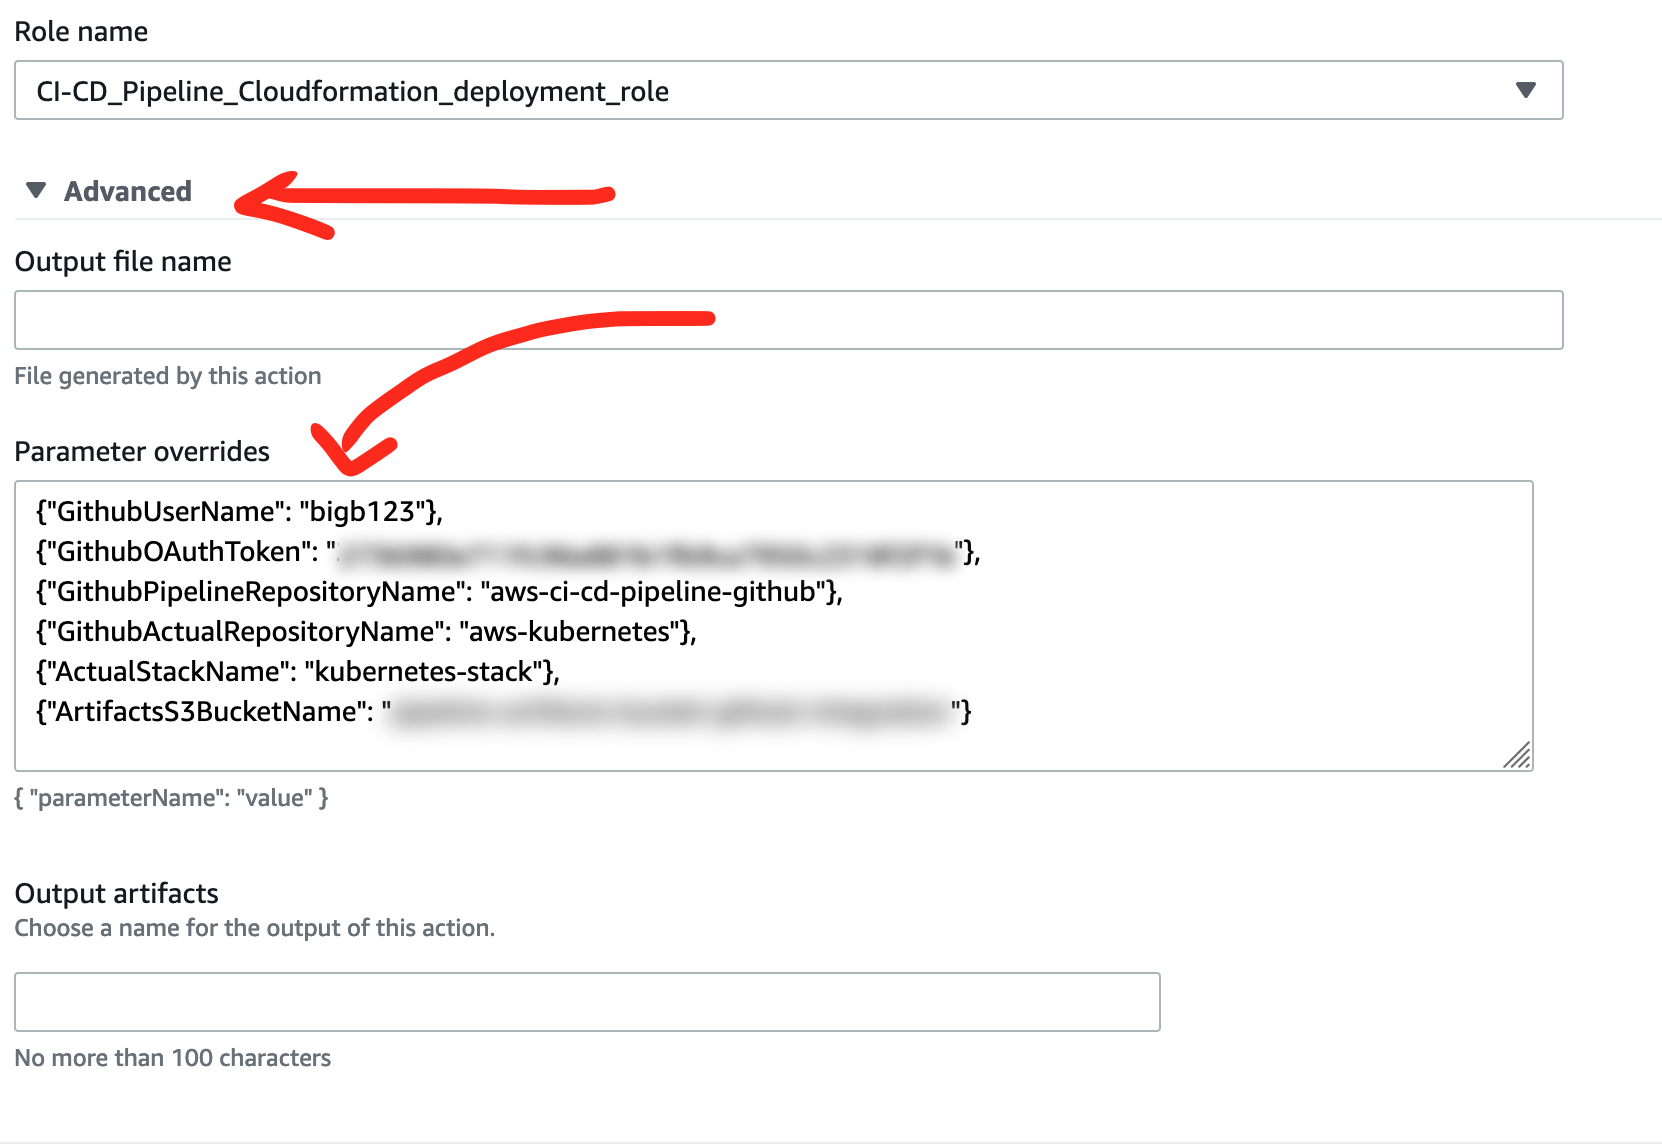 Role name
CI-CD_Pipeline_Cloudformation_deployment_role
Advanced
Output file name
File generated by this action
Parameter overrides
{"GithubUserName": "bigb123"},
{"GithubOAuthToken": ""},
{"GithubPipelineRepositoryName": "aws-ci-cd-pipeline-github"},
{"GithubActualRepositoryName": "aws-kubernetes"},
{"ActualStackName": "kubernetes-stack"},
{"ArtifactsS3BucketName": ""}
{ "parameterName": "value" }
Output artifacts
Choose a name for the output of this action.
No more than 100 characters